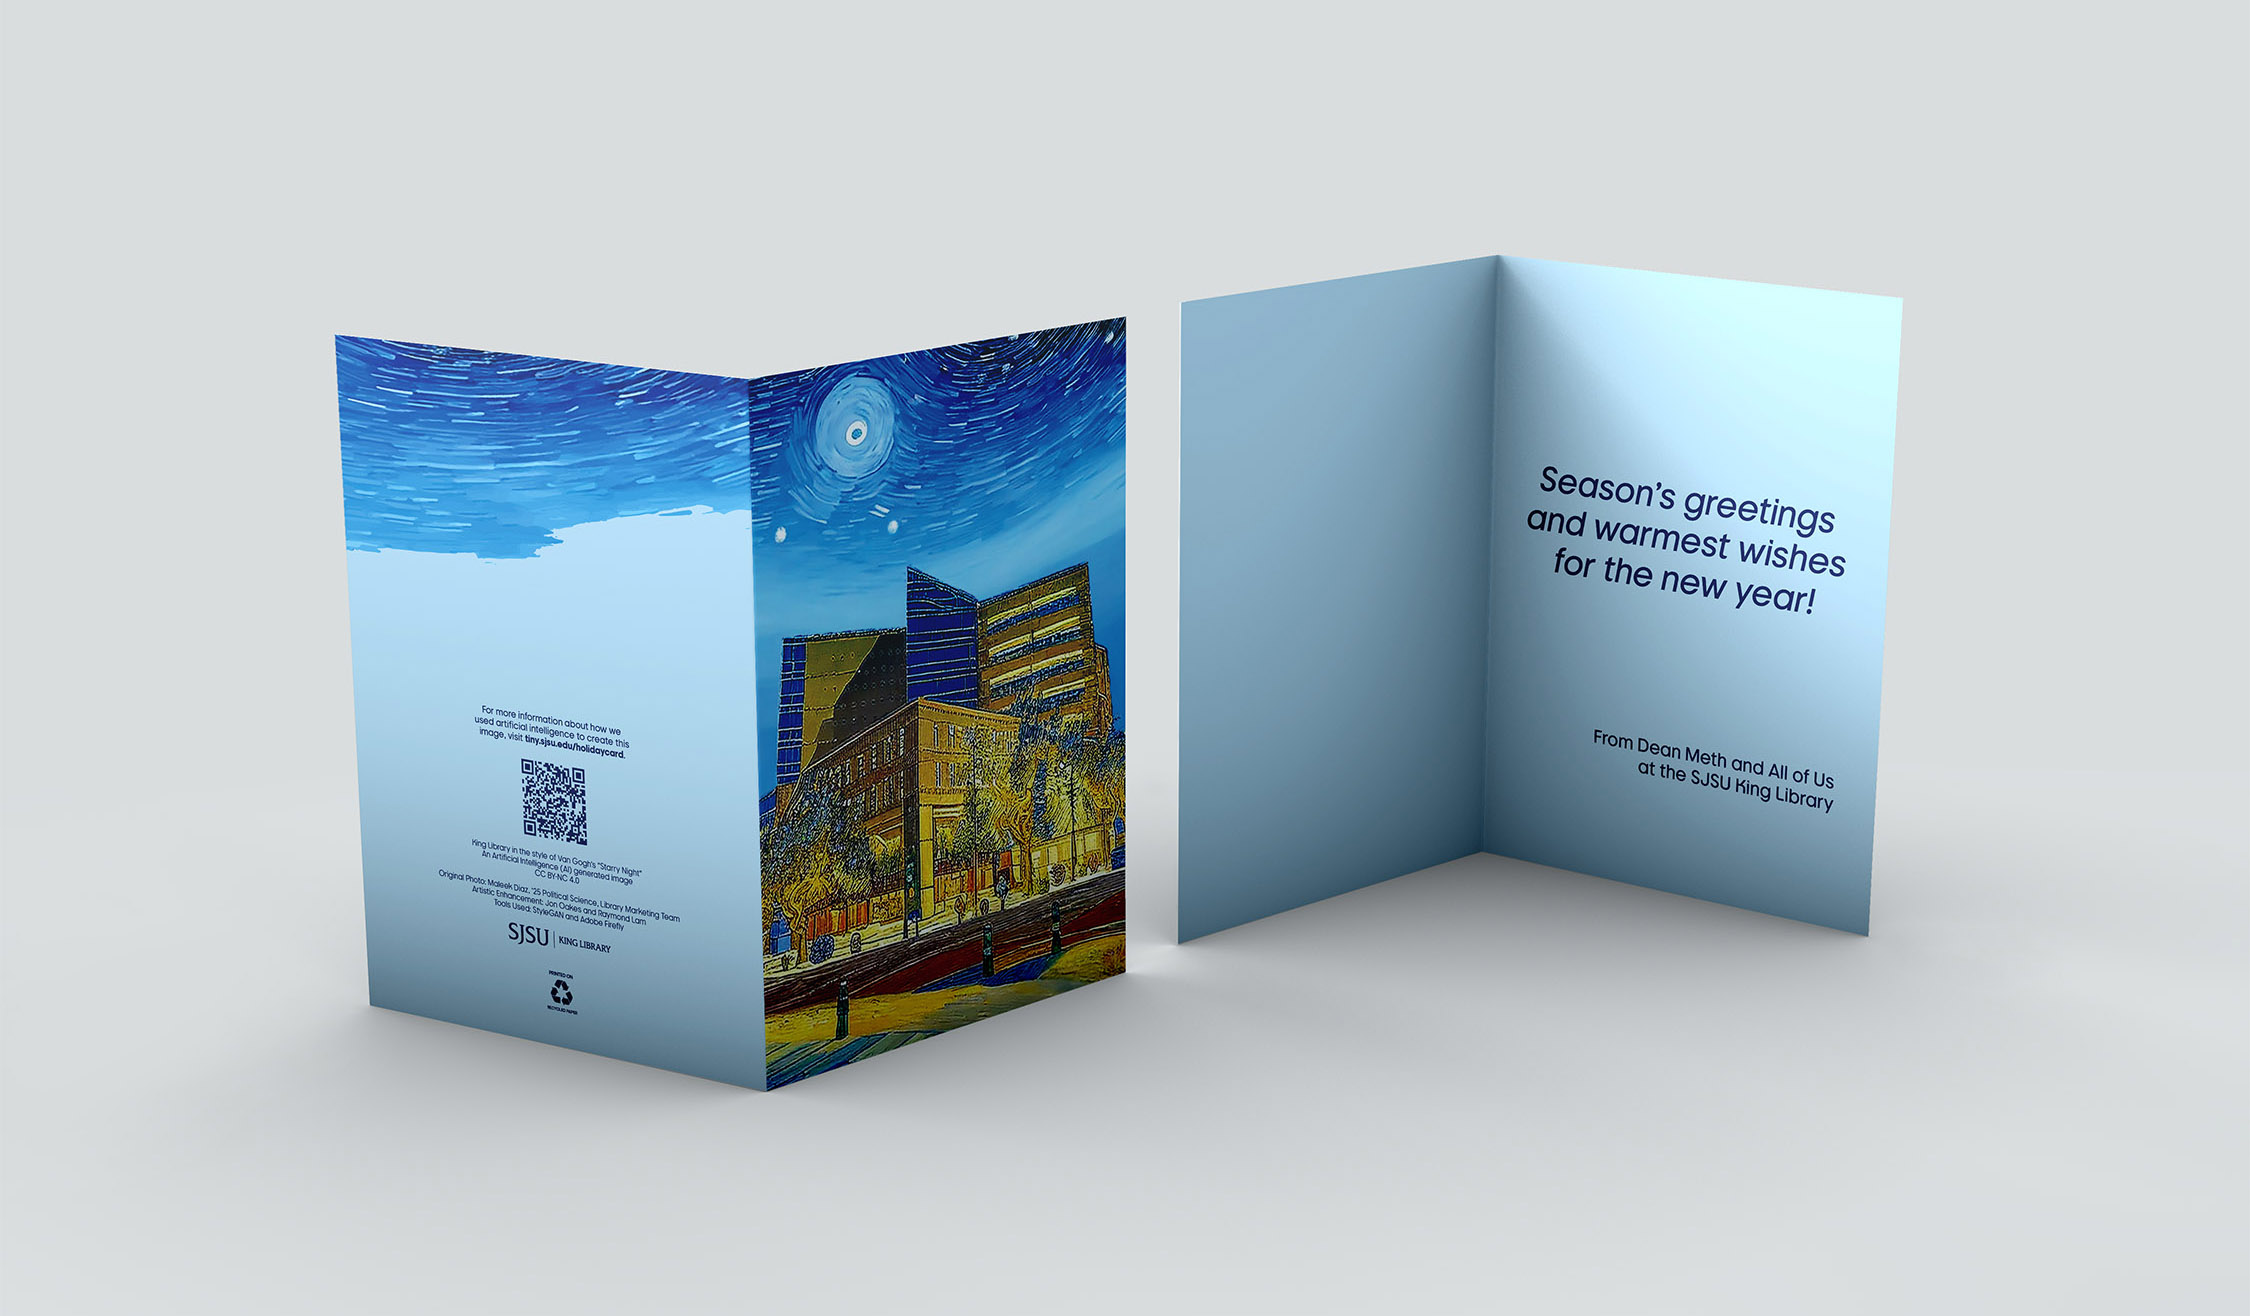 For more information about how we
used artificial intelligence to create this
image, visit tiny.sjsu.edu/holidaycard.
King Library in the style of Van Gogh's "Starry Night"
An Artificial Intelligence (AI) generated image
CC BY-NC 4.0
Original Photo: Maleek Diaz, '25 Political Science, Library Marketing Team
Artistic Enhancement: Jon Oakes and Raymond Lam
Tools Used: StyleGAN and Adobe Firefly
SJSU | KING LIBRARY
PRINTED ON
RECYCLED PAPER
Season's greetings
and warmest wishes
for the new year!
From Dean Meth and All of Us
at the SJSU King Library